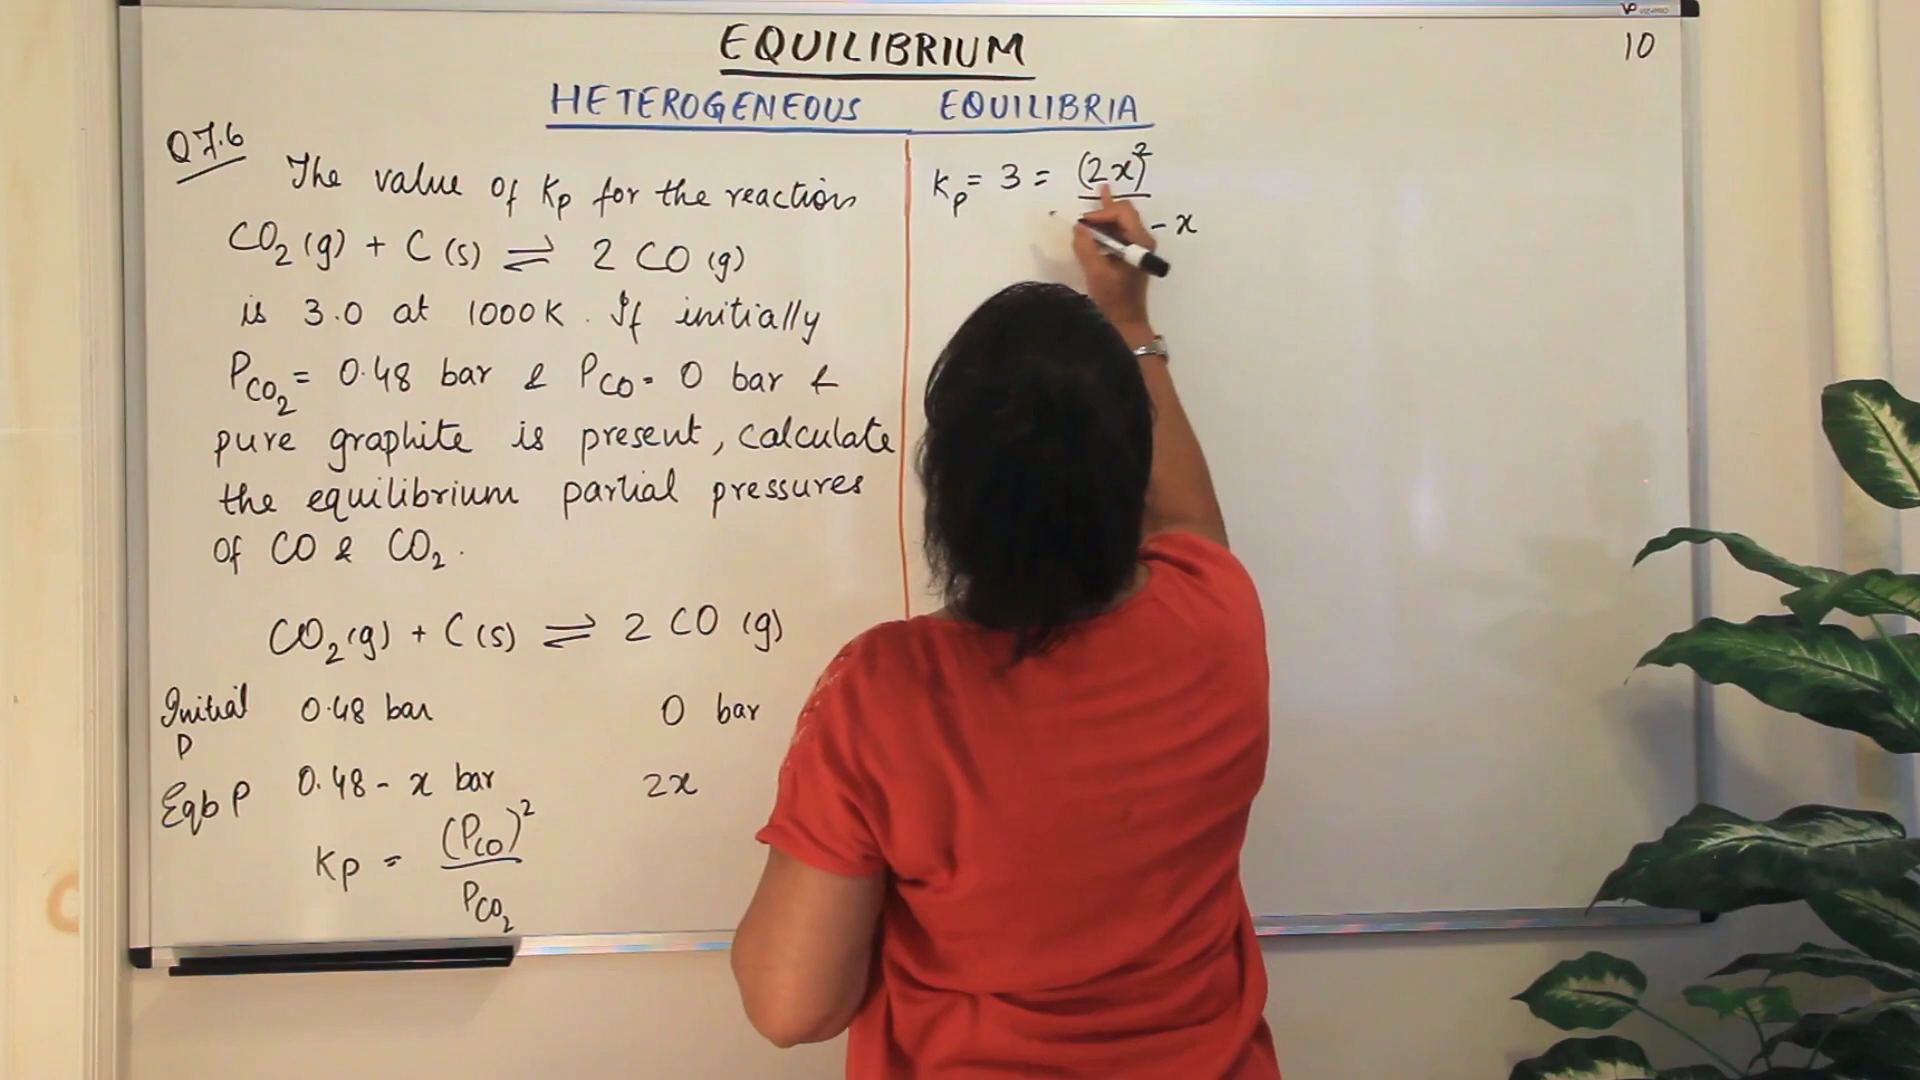 EQUILIBRIUM
10
HETEROGENEOUS EQUILIBRIA
Q 7.6
The value of Kp for the reaction
CO₂(g) + C(s) ⇌ 2 CO(g)
is 3.0 at 1000K. If initially
P_CO₂ = 0.48 bar & P_CO = 0 bar &
pure graphite is present, calculate
the equilibrium partial pressures
of CO & CO₂.
CO₂(g) + C(s) ⇌ 2 CO (g)
Initial P 0.48 bar 0 bar
Eqb P 0.48 - x bar 2x
Kp = (P_CO)² / P_CO₂
Kp = 3 = (2x)²
- x